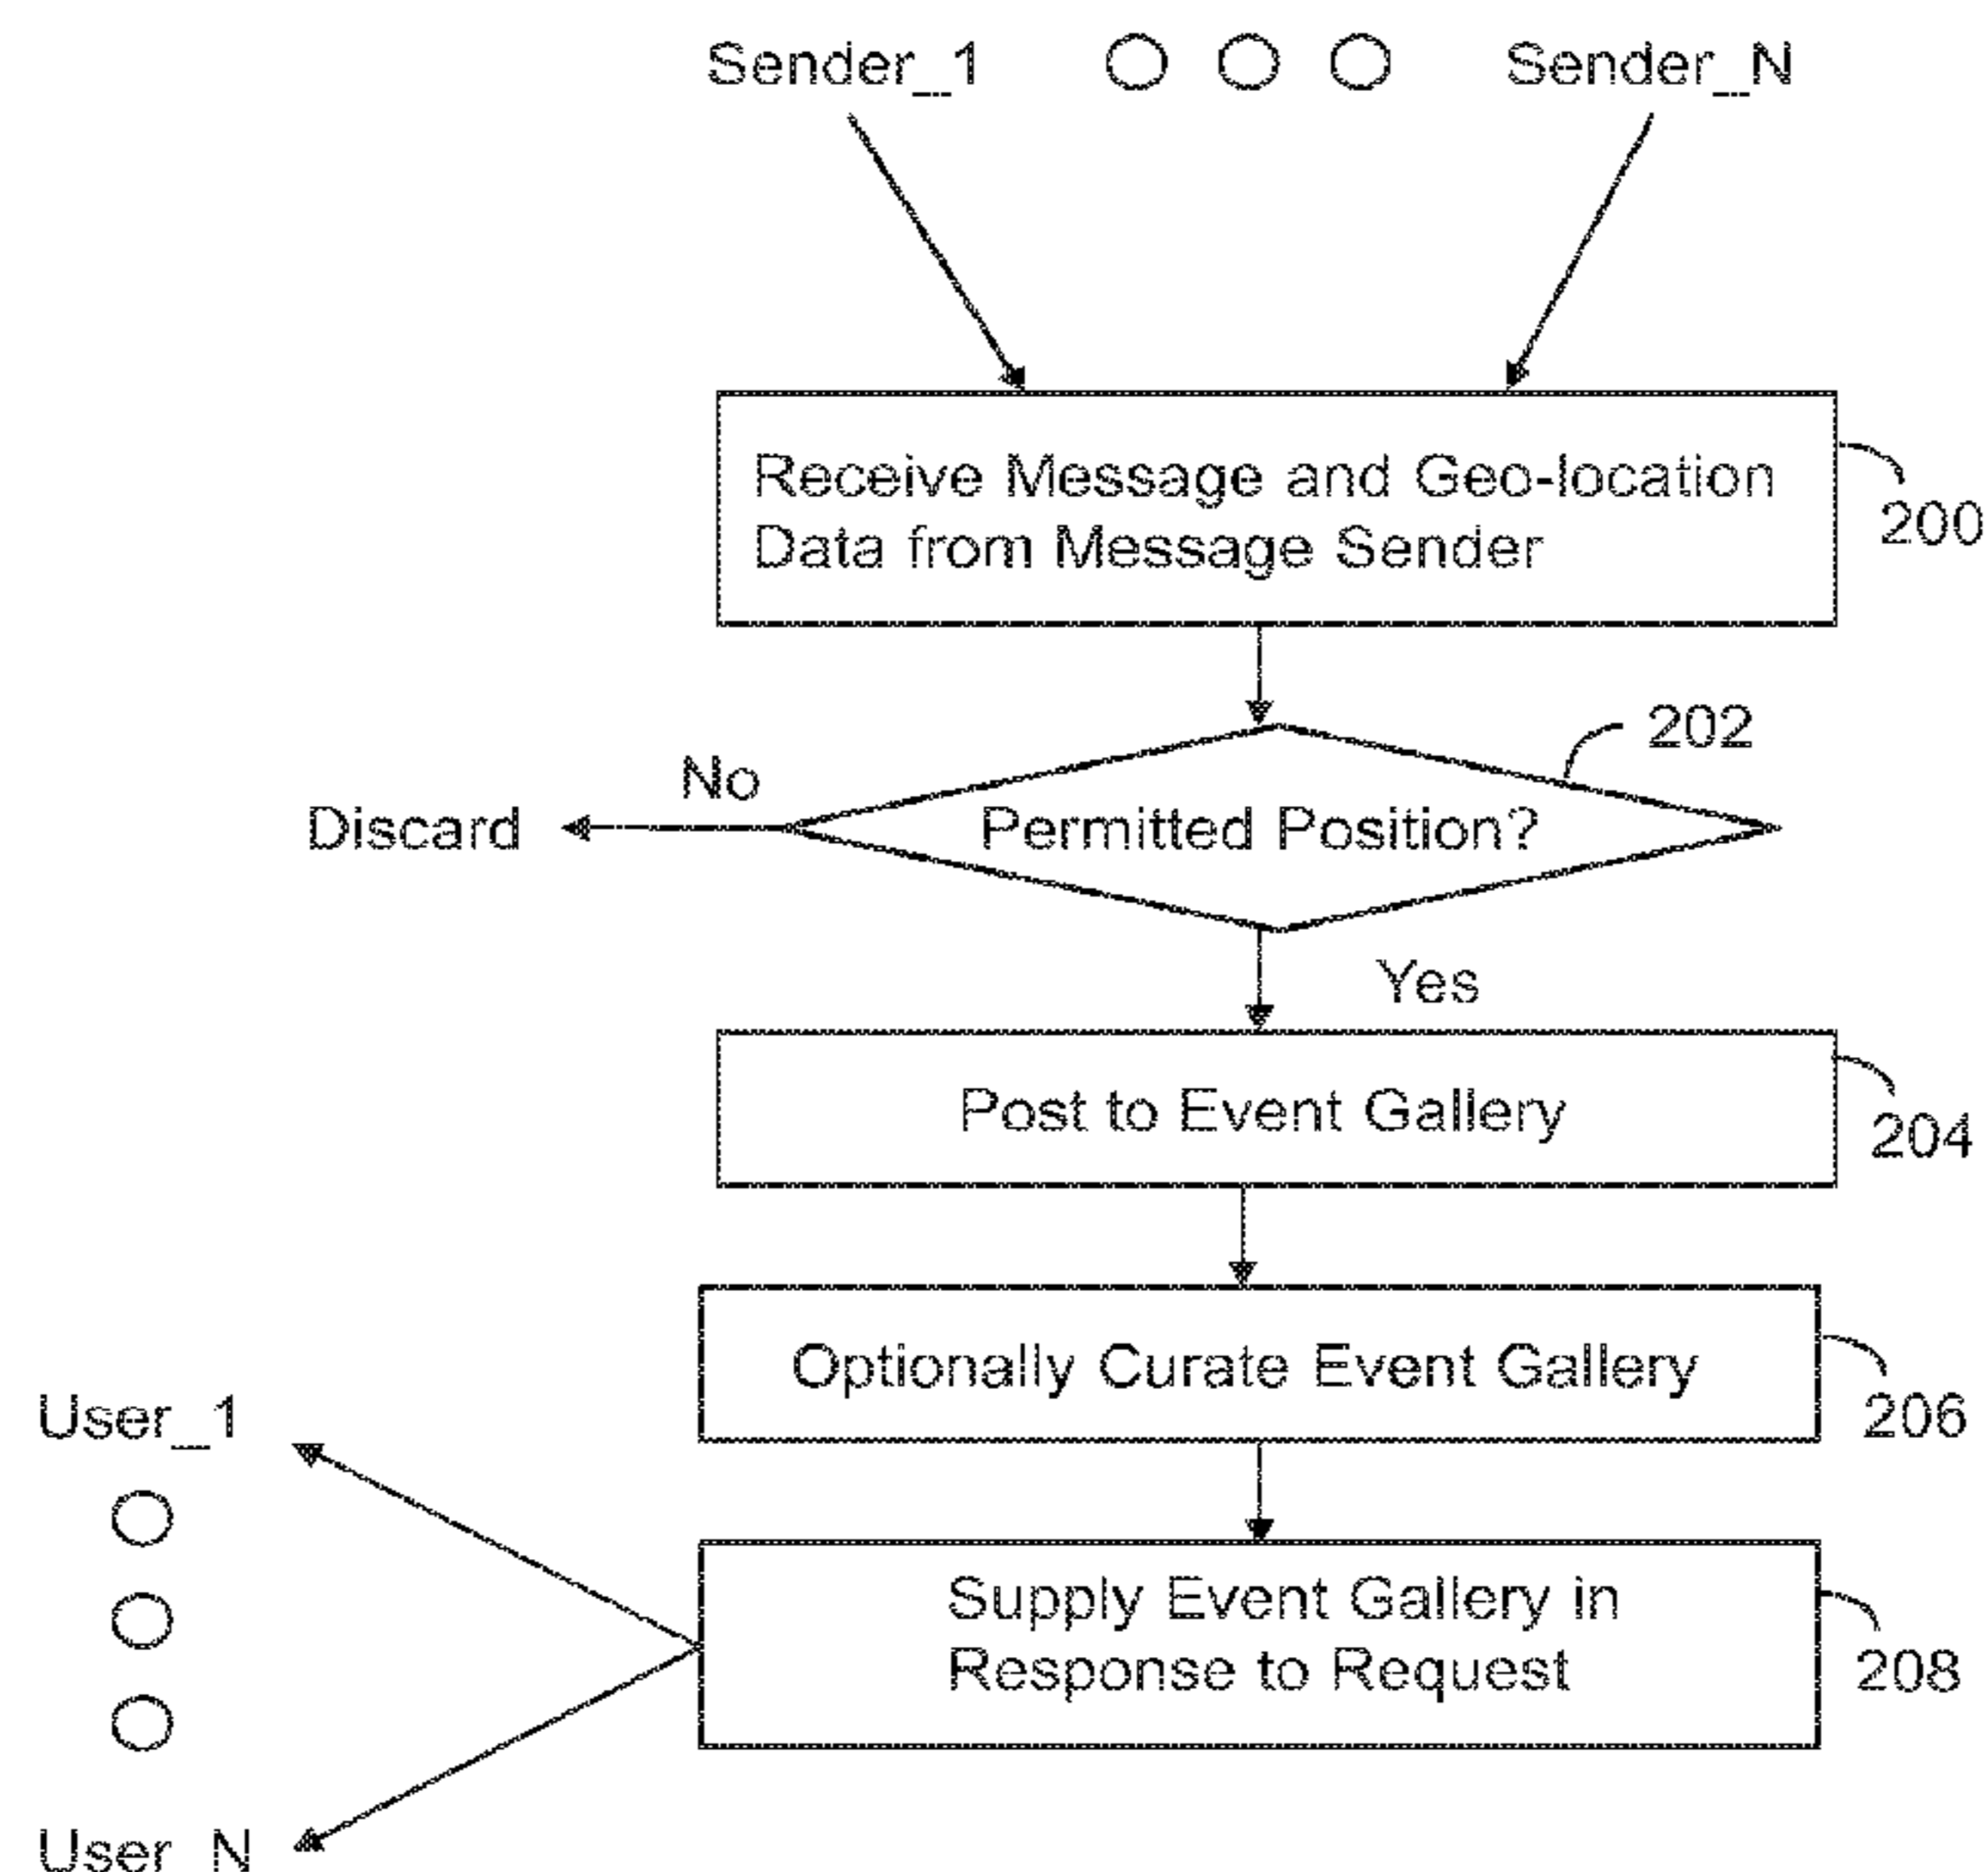 Sender_1
Sender_N
Receive Message and Geo-location
Data from Message Sender
200
202
No
Discard
Permitted Position?
Yes
Post to Event Gallery
204
Optionally Curate Event Gallery
206
User_1
Supply Event Gallery in
Response to Request
208
User_N